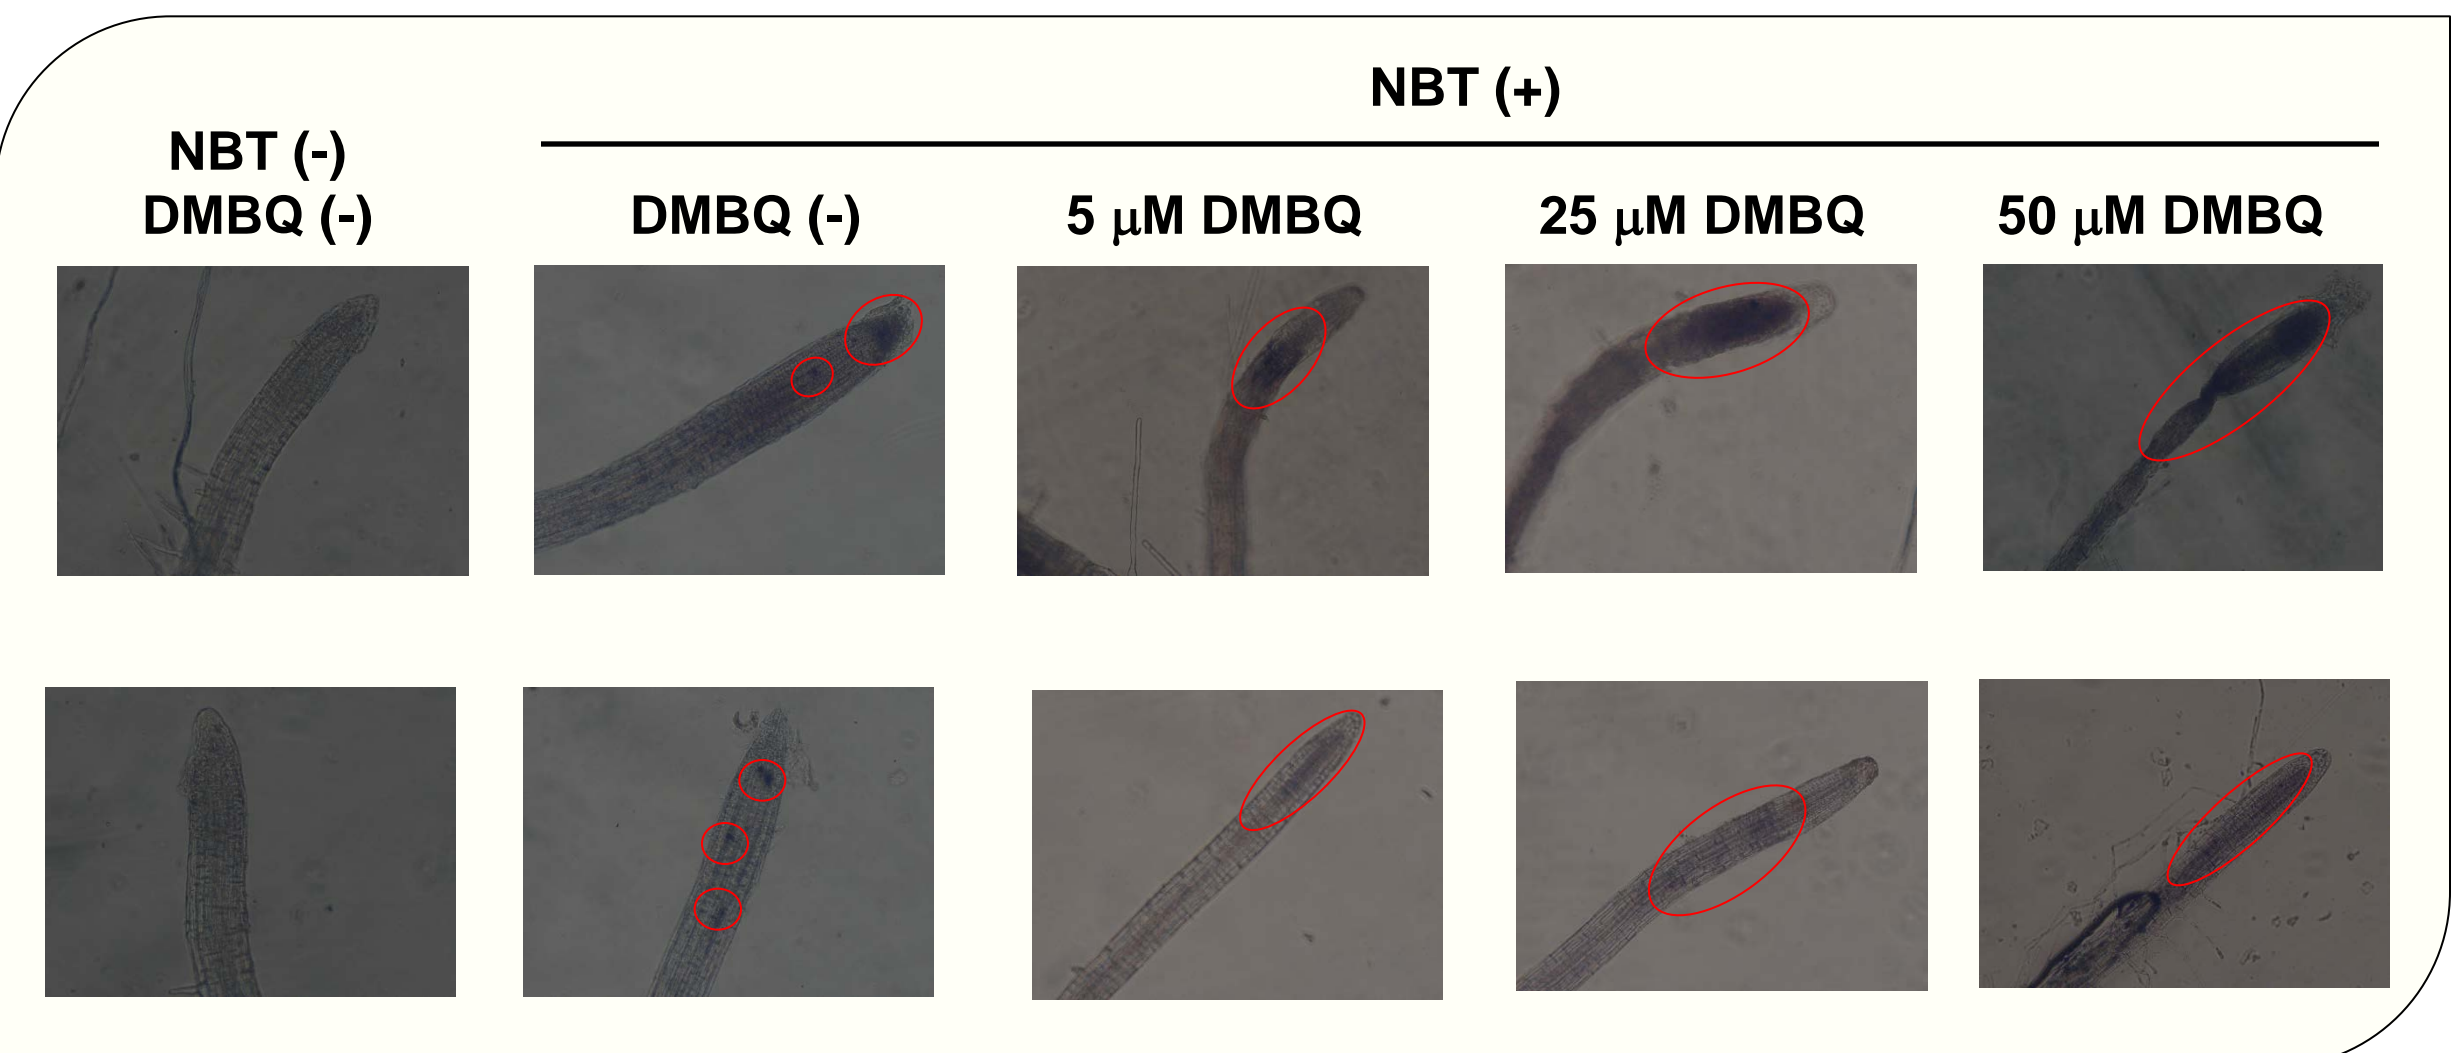 NBT (+)
NBT (-)
DMBQ (-)
DMBQ (-)
5 μM DMBQ
25 μM DMBQ
50 μM DMBQ